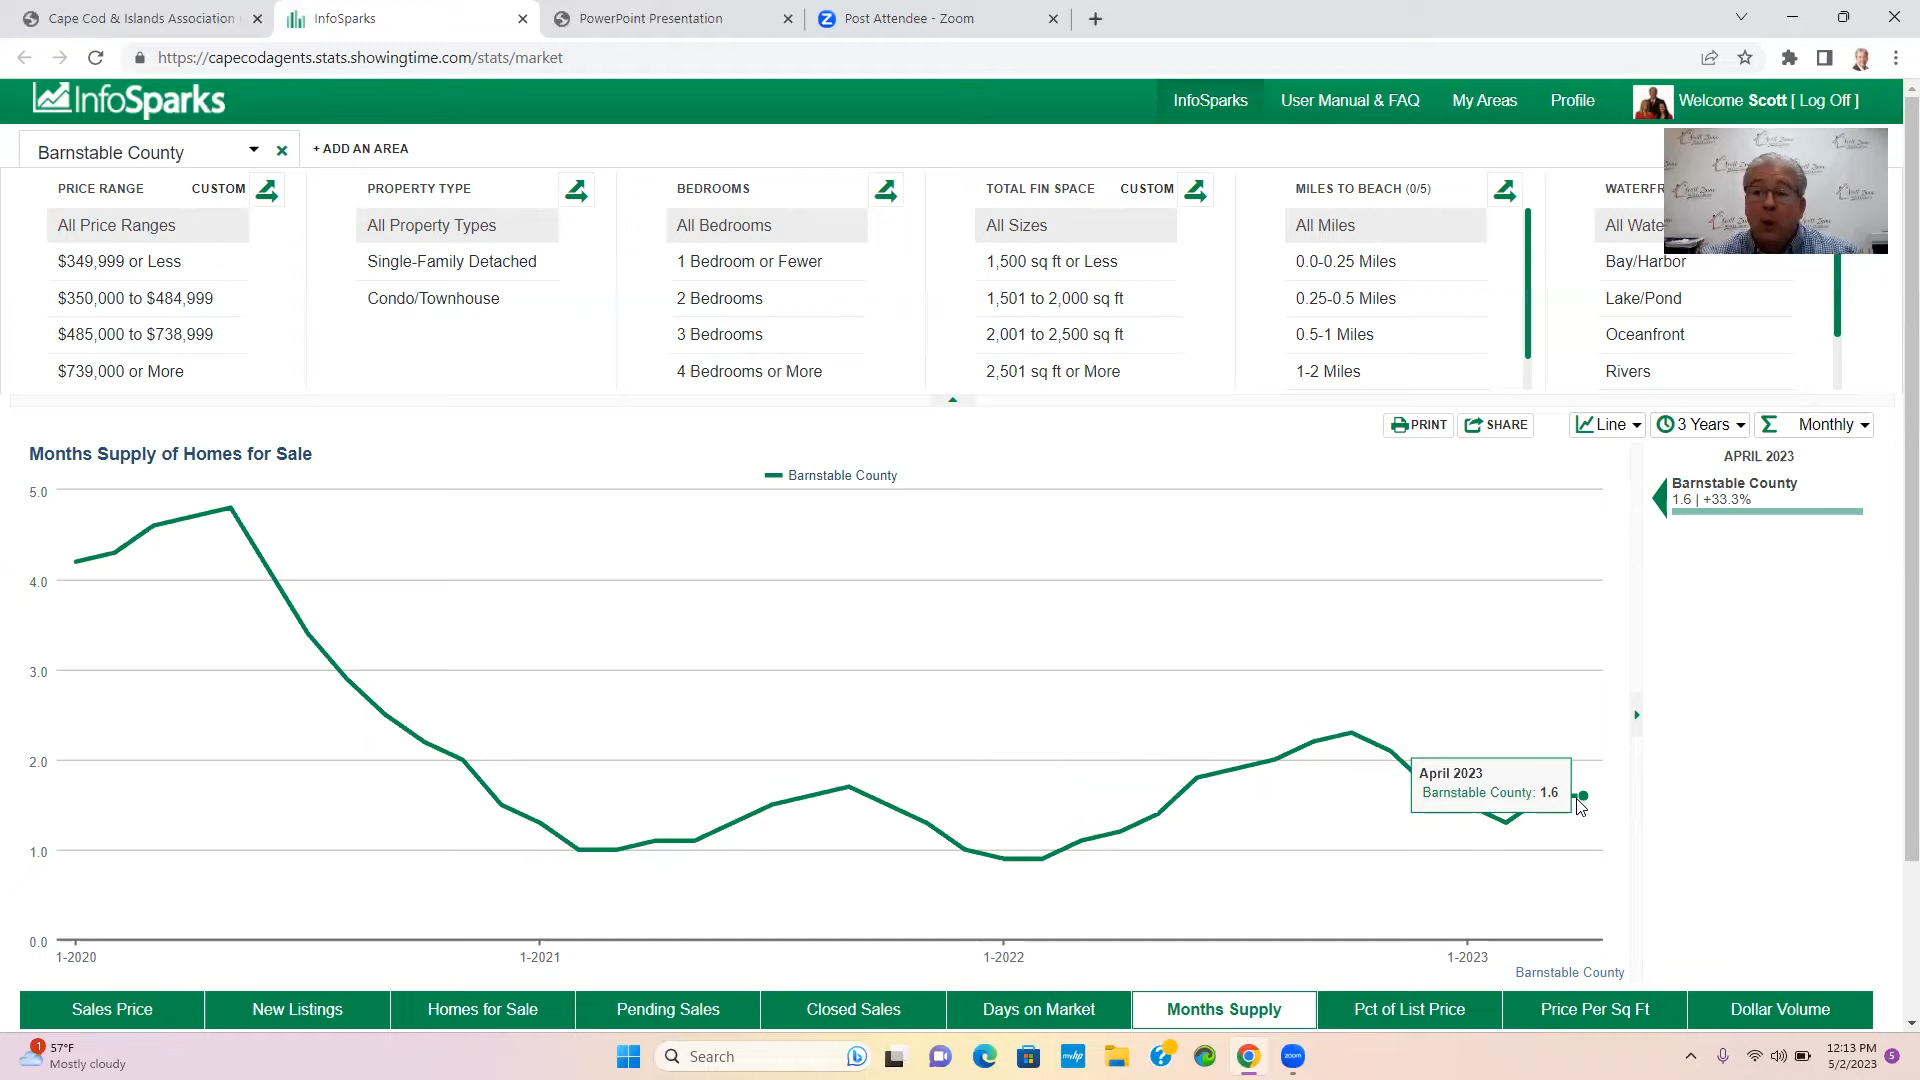 Cape Cod & Islands Association
InfoSparks
PowerPoint Presentation
Post Attendee - Zoom
https://capecodagents.stats.showingtime.com/stats/market
InfoSparks
InfoSparks
User Manual & FAQ
My Areas
Profile
Welcome Scott [ Log Off ]
Barnstable County
+ ADD AN AREA
PRICE RANGE CUSTOM
All Price Ranges
$349,999 or Less
$350,000 to $484,999
$485,000 to $738,999
$739,000 or More
PROPERTY TYPE
All Property Types
Single-Family Detached
Condo/Townhouse
BEDROOMS
All Bedrooms
1 Bedroom or Fewer
2 Bedrooms
3 Bedrooms
4 Bedrooms or More
TOTAL FIN SPACE CUSTOM
All Sizes
1,500 sq ft or Less
1,501 to 2,000 sq ft
2,001 to 2,500 sq ft
2,501 sq ft or More
MILES TO BEACH (0/5)
All Miles
0.0-0.25 Miles
0.25-0.5 Miles
0.5-1 Miles
1-2 Miles
WATERFR
All Wate
Bay/Harbor
Lake/Pond
Oceanfront
Rivers
PRINT
SHARE
Line
3 Years
Monthly
Months Supply of Homes for Sale
Barnstable County
APRIL 2023
Barnstable County
1.6 | +33.3%
5.0
4.0
3.0
2.0
1.0
0.0
April 2023
Barnstable County: 1.6
1-2020
1-2021
1-2022
1-2023
Barnstable County
Sales Price
New Listings
Homes for Sale
Pending Sales
Closed Sales
Days on Market
Months Supply
Pct of List Price
Price Per Sq Ft
Dollar Volume
1
57°F
Mostly cloudy
Search
myhp
zoom
12:13 PM
5/2/2023
5